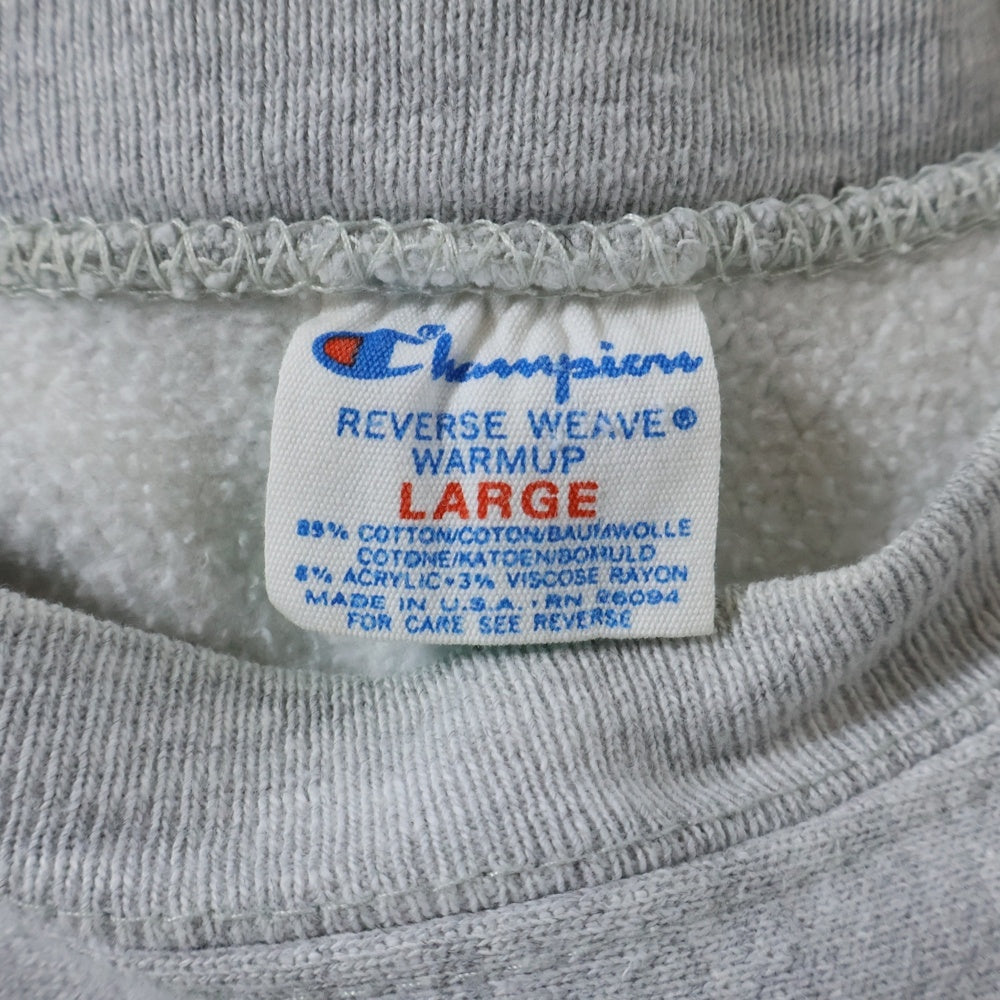 Champion®
REVERSE WEAVE®
WARMUP
LARGE
89% COTTON/COTON/BAUMWOLLE
COTONE/KATOEN/BOMULD
8% ACRYLIC•3% VISCOSE RAYON
MADE IN U.S.A.•RN 26094
FOR CARE SEE REVERSE